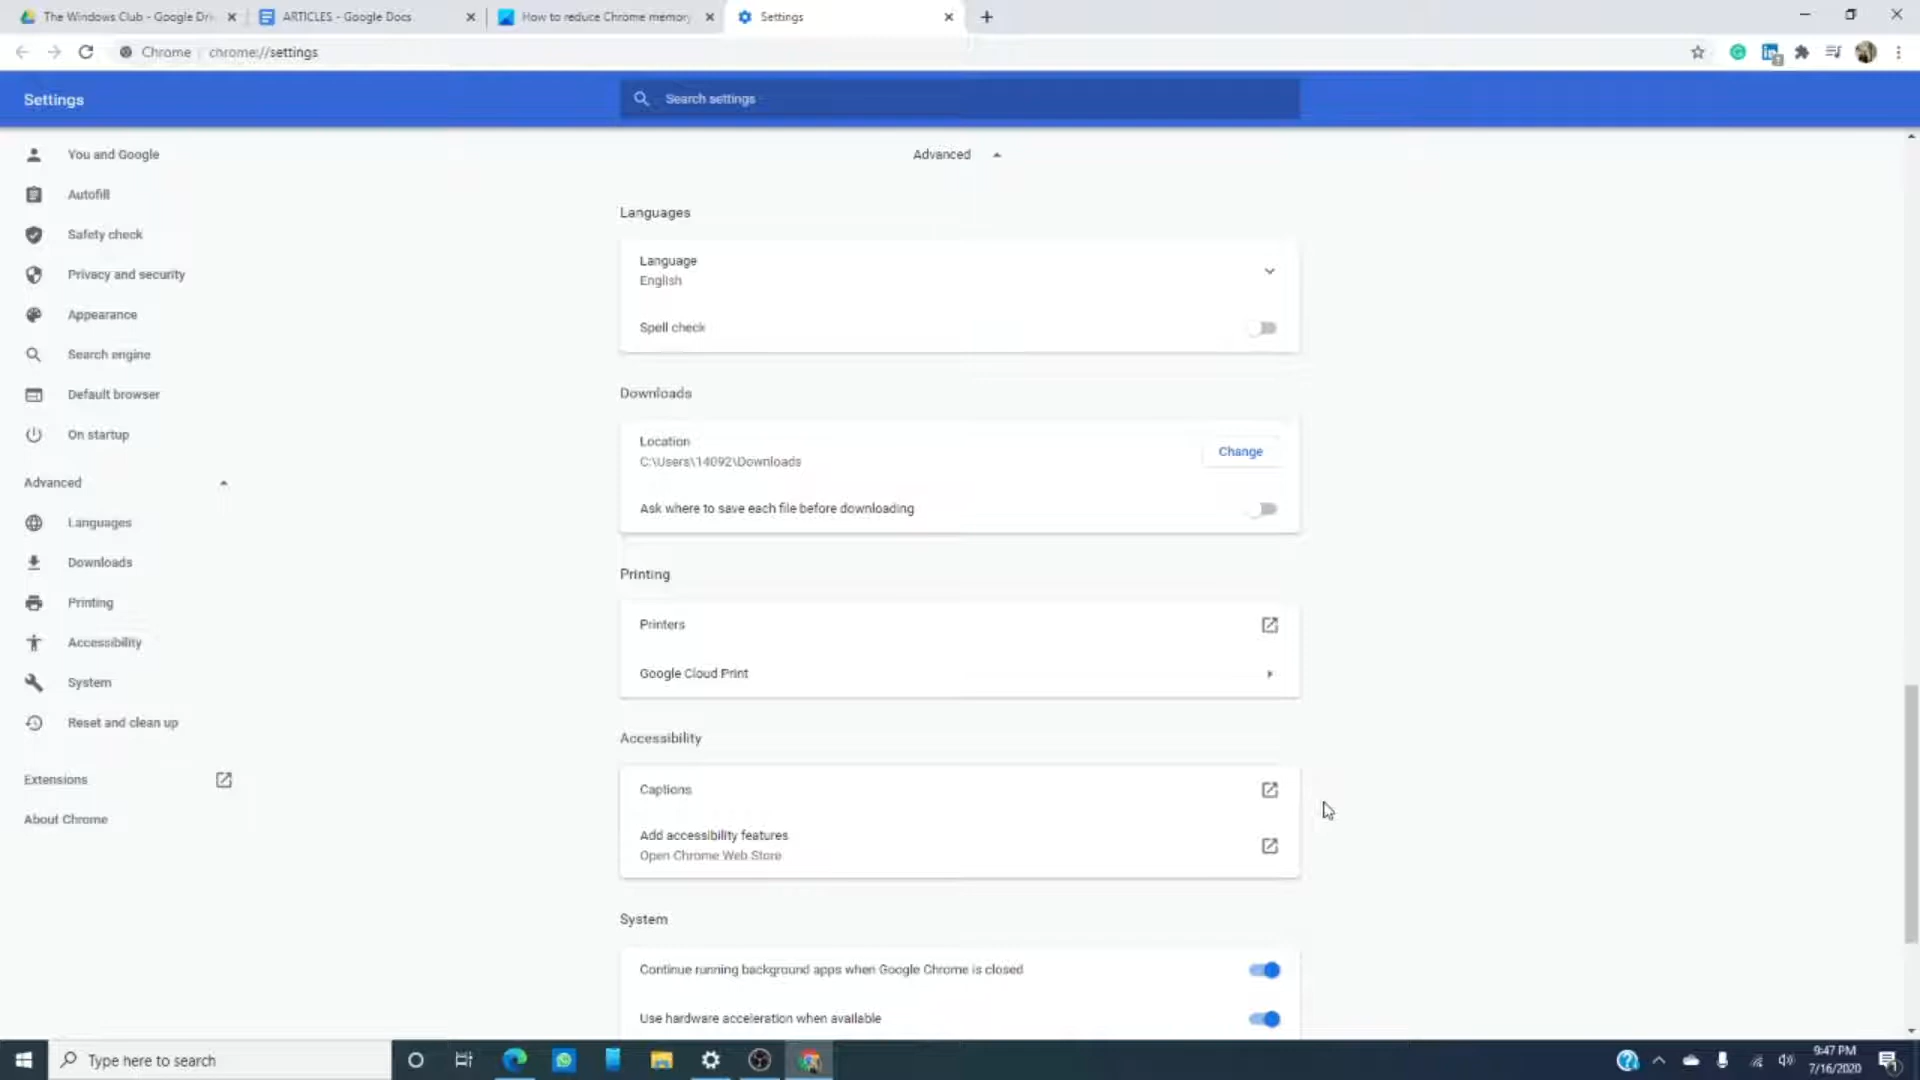 The Windows Club - Google Dri
ARTICLES - Google Docs
How to reduce Chrome memory
Settings
Chrome
chrome://settings
Settings
Search settings
You and Google
Autofill
Safety check
Privacy and security
Appearance
Search engine
Default browser
On startup
Advanced
Languages
Downloads
Printing
Accessibility
System
Reset and clean up
Extensions
About Chrome
Advanced
Languages
Language
English
Spell check
Downloads
Location
C:\Users\14092\Downloads
Change
Ask where to save each file before downloading
Printing
Printers
Google Cloud Print
Accessibility
Captions
Add accessibility features
Open Chrome Web Store
System
Continue running background apps when Google Chrome is closed
Use hardware acceleration when available
Type here to search
9:47 PM
7/16/2020